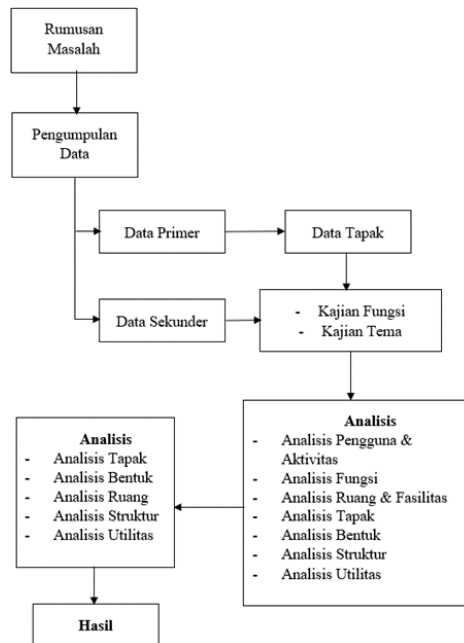 Rumusan
Masalah
Pengumpulan
Data
Data Primer
Data Tapak
Data Sekunder
- Kajian Fungsi
- Kajian Tema
Analisis
- Analisis Pengguna &
Aktivitas
- Analisis Fungsi
- Analisis Ruang & Fasilitas
- Analisis Tapak
- Analisis Bentuk
- Analisis Struktur
- Analisis Utilitas
Analisis
- Analisis Tapak
- Analisis Bentuk
- Analisis Ruang
- Analisis Struktur
- Analisis Utilitas
Hasil